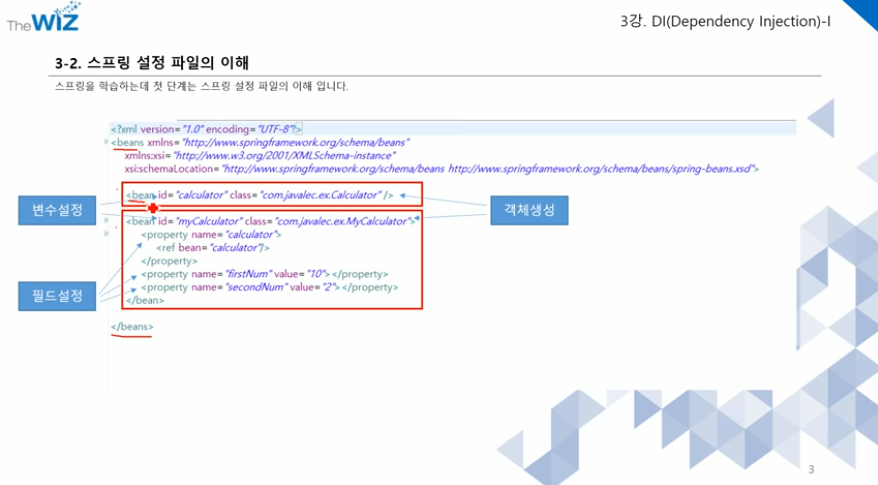 TheWIZ
3강. DI(Dependency Injection)-I
3-2. 스프링 설정 파일의 이해
스프링을 학습하는데 첫 단계는 스프링 설정 파일의 이해 입니다.
<?xml version="1.0" encoding="UTF-8"?>
<beans xmlns="http://www.springframework.org/schema/beans"
xmlns:xsi="http://www.w3.org/2001/XMLSchema-instance"
xsi:schemaLocation="http://www.springframework.org/schema/beans http://www.springframework.org/schema/beans/spring-beans.xsd">
<bean id="calculator" class="com.javalec.ex.Calculator" />
변수설정
객체생성
<bean id="myCalculator" class="com.javalec.ex.MyCalculator">
<property name="calculator">
<ref bean="calculator"/>
</property>
<property name="firstNum" value="10"></property>
<property name="secondNum" value="2"></property>
필드설정
</bean>
</beans>
3